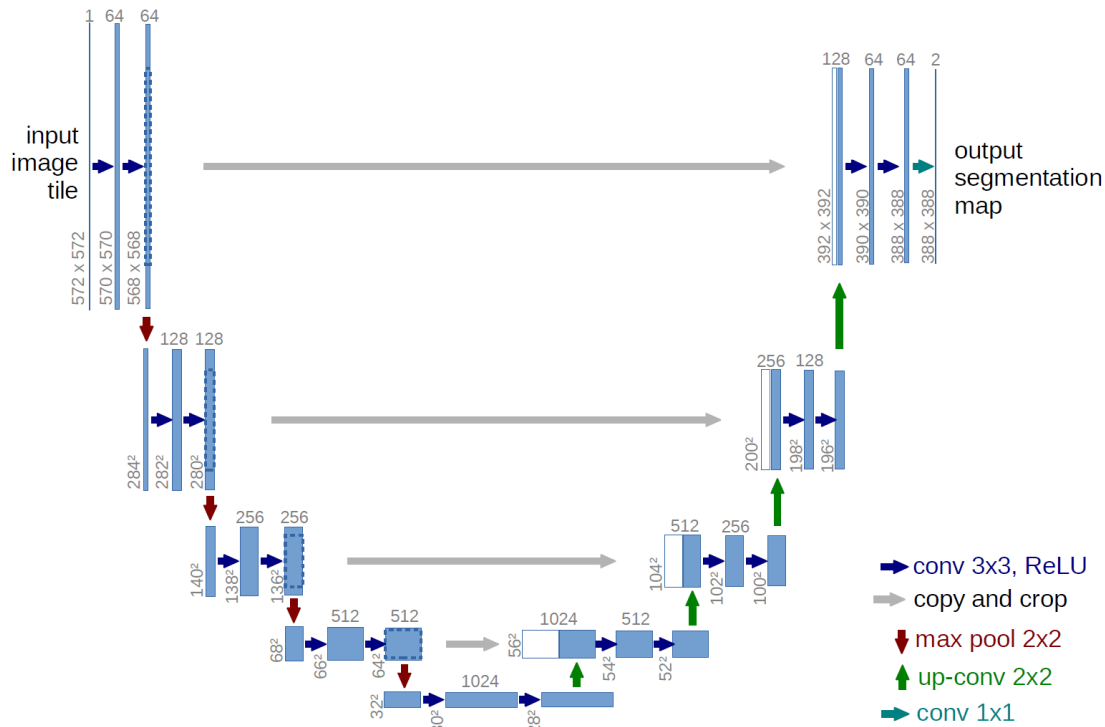 1 64 64
128
64
64
2
input
image
tile
output
segmentation
map
572 x 572
570 x 570
568 x 568
392 x 392
390 x 390
388 x 388
388 x 388
128 128
256 128
284²
282²
280²
200²
198²
196²
256 256
512 256
140²
138²
136²
104²
102²
100²
conv 3x3, ReLU
copy and crop
max pool 2x2
up-conv 2x2
conv 1x1
512 512
1024 512
68²
66²
64²
56²
54²
52²
1024
32²